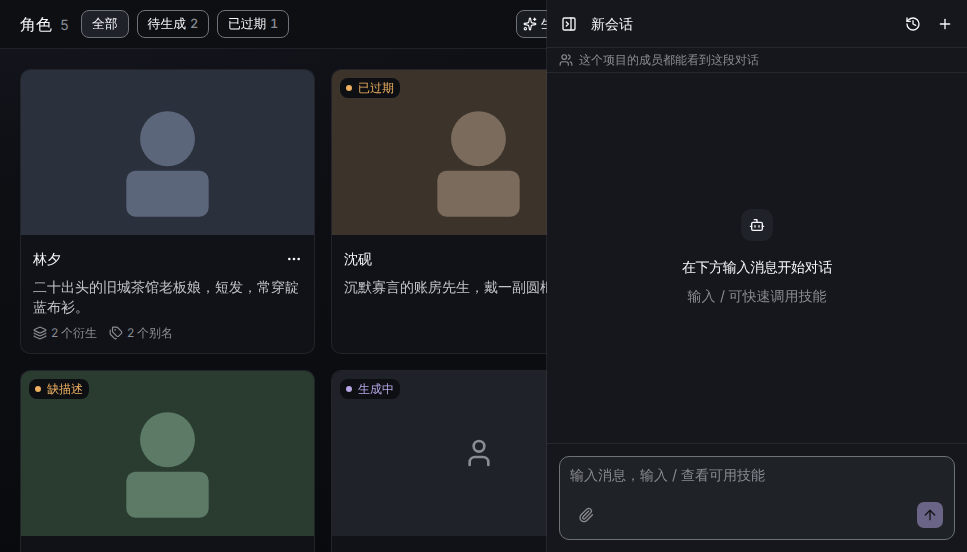 角色 5 全部 待生成 2 已过期 1
新会话
这个项目的成员都能看到这段对话
已过期
林夕
二十出头的旧城茶馆老板娘，短发，常穿靛
蓝布衫。
2 个衍生 2 个别名
沈砚
沉默寡言的账房先生，戴一副圆
缺描述
生成中
在下方输入消息开始对话
输入 / 可快速调用技能
输入消息，输入 / 查看可用技能